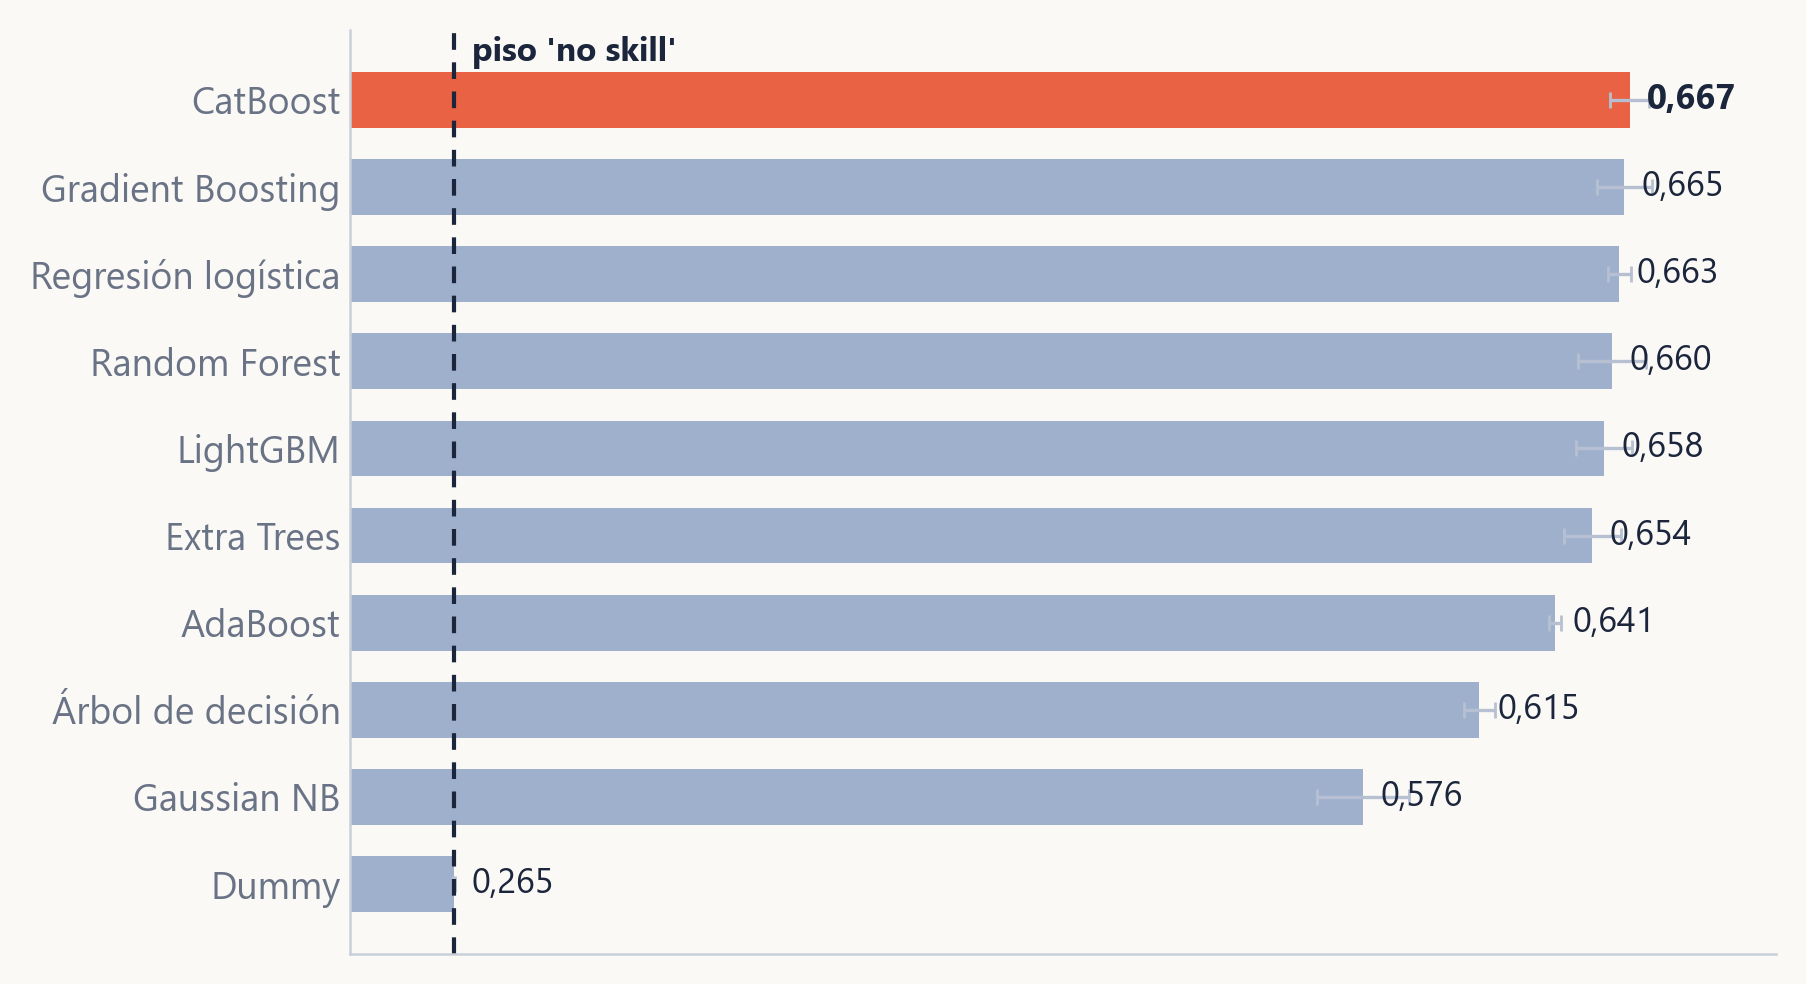 piso 'no skill'
CatBoost 0,667
Gradient Boosting 0,665
Regresión logística 0,663
Random Forest 0,660
LightGBM 0,658
Extra Trees 0,654
AdaBoost 0,641
Árbol de decisión 0,615
Gaussian NB 0,576
Dummy 0,265